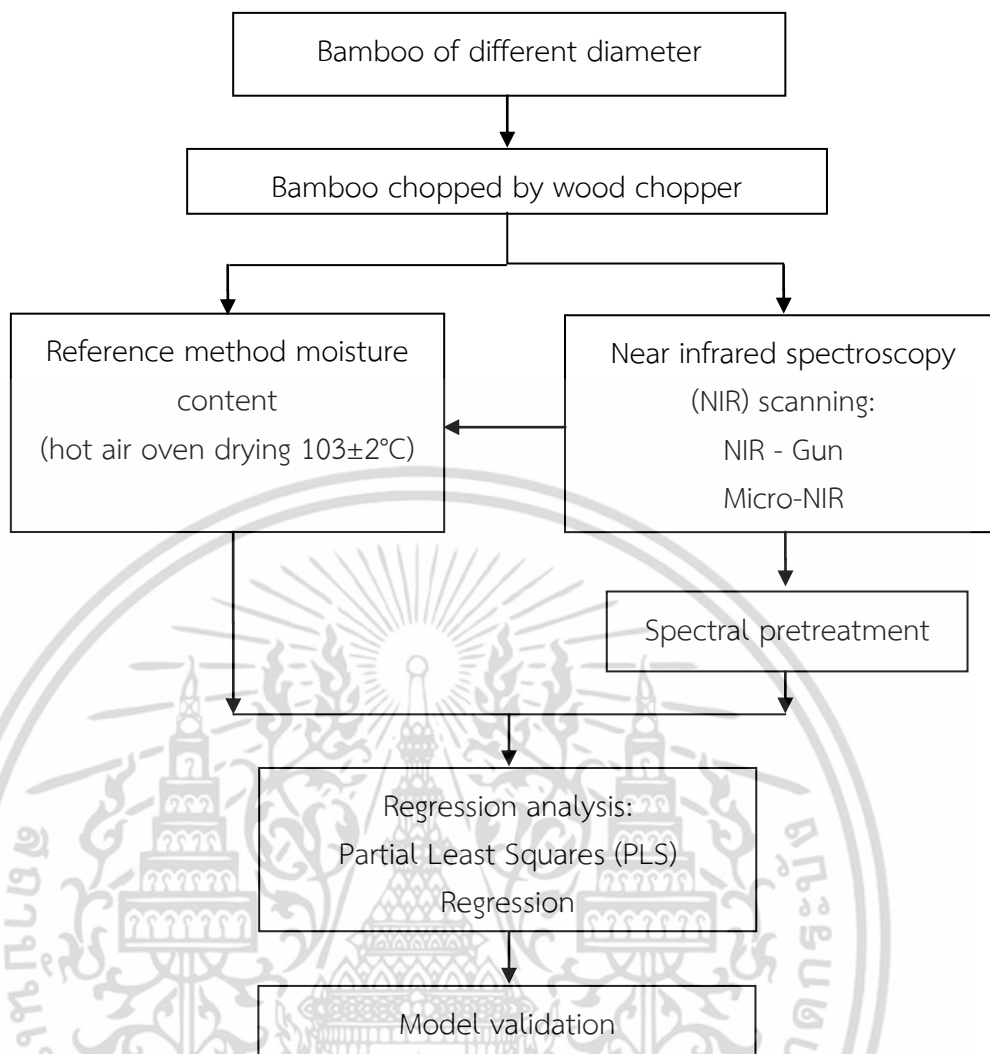 Bamboo of different diameter
Bamboo chopped by wood chopper
Reference method moisture
content
(hot air oven drying 103±2°C)
Near infrared spectroscopy
(NIR) scanning:
NIR - Gun
Micro-NIR
Spectral pretreatment
Regression analysis:
Partial Least Squares (PLS)
Regression
Model validation